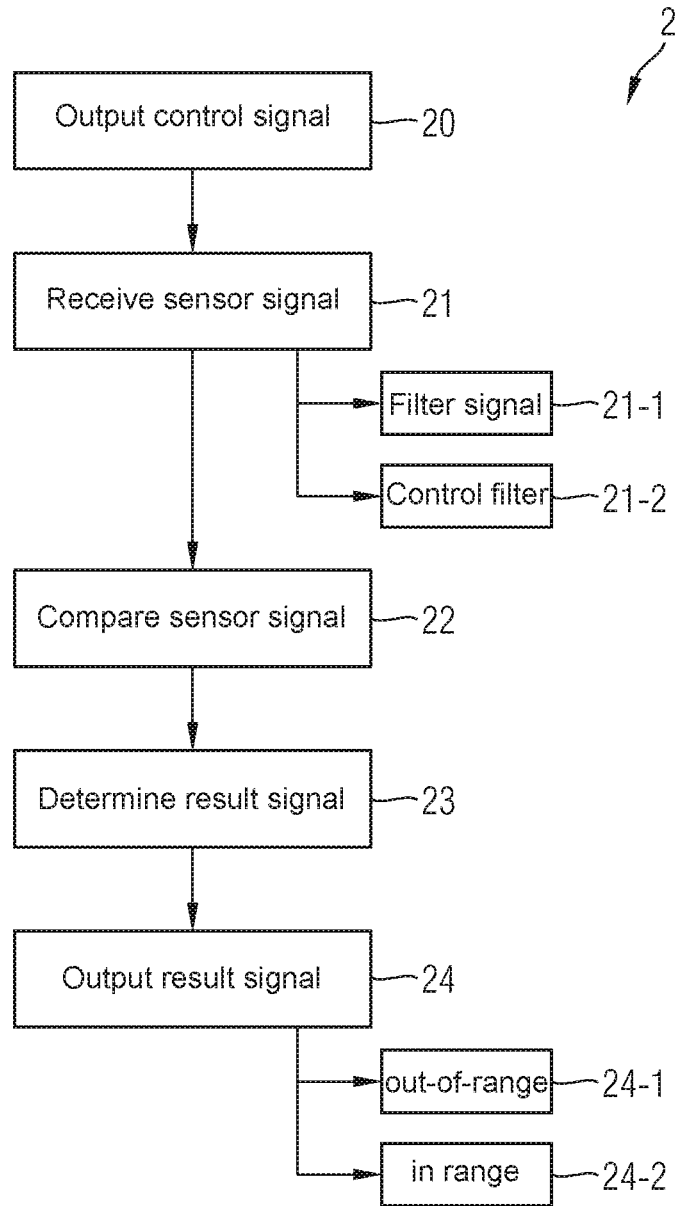 2
Output control signal 20
Receive sensor signal 21
Filter signal 21-1
Control filter 21-2
Compare sensor signal 22
Determine result signal 23
Output result signal 24
out-of-range 24-1
in range 24-2